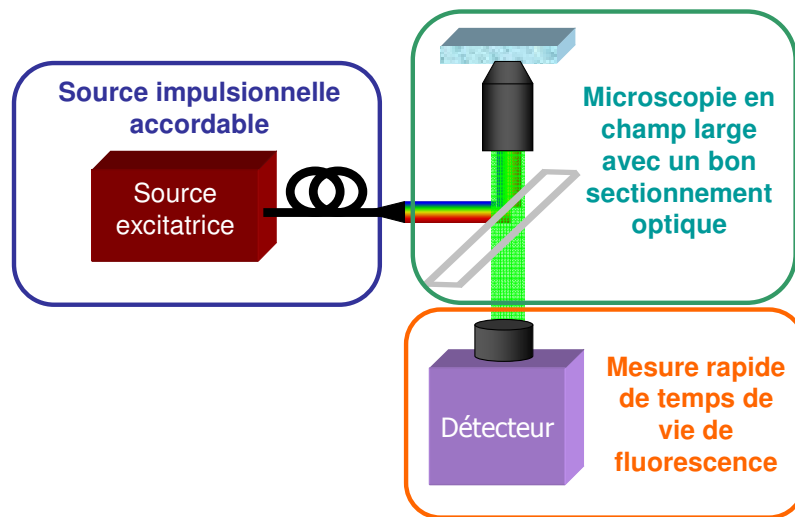 Source impulsionnelle
accordable
Source
excitatrice
Microscopie en
champ large
avec un bon
sectionnement
optique
Détecteur
Mesure rapide
de temps de
vie de
fluorescence